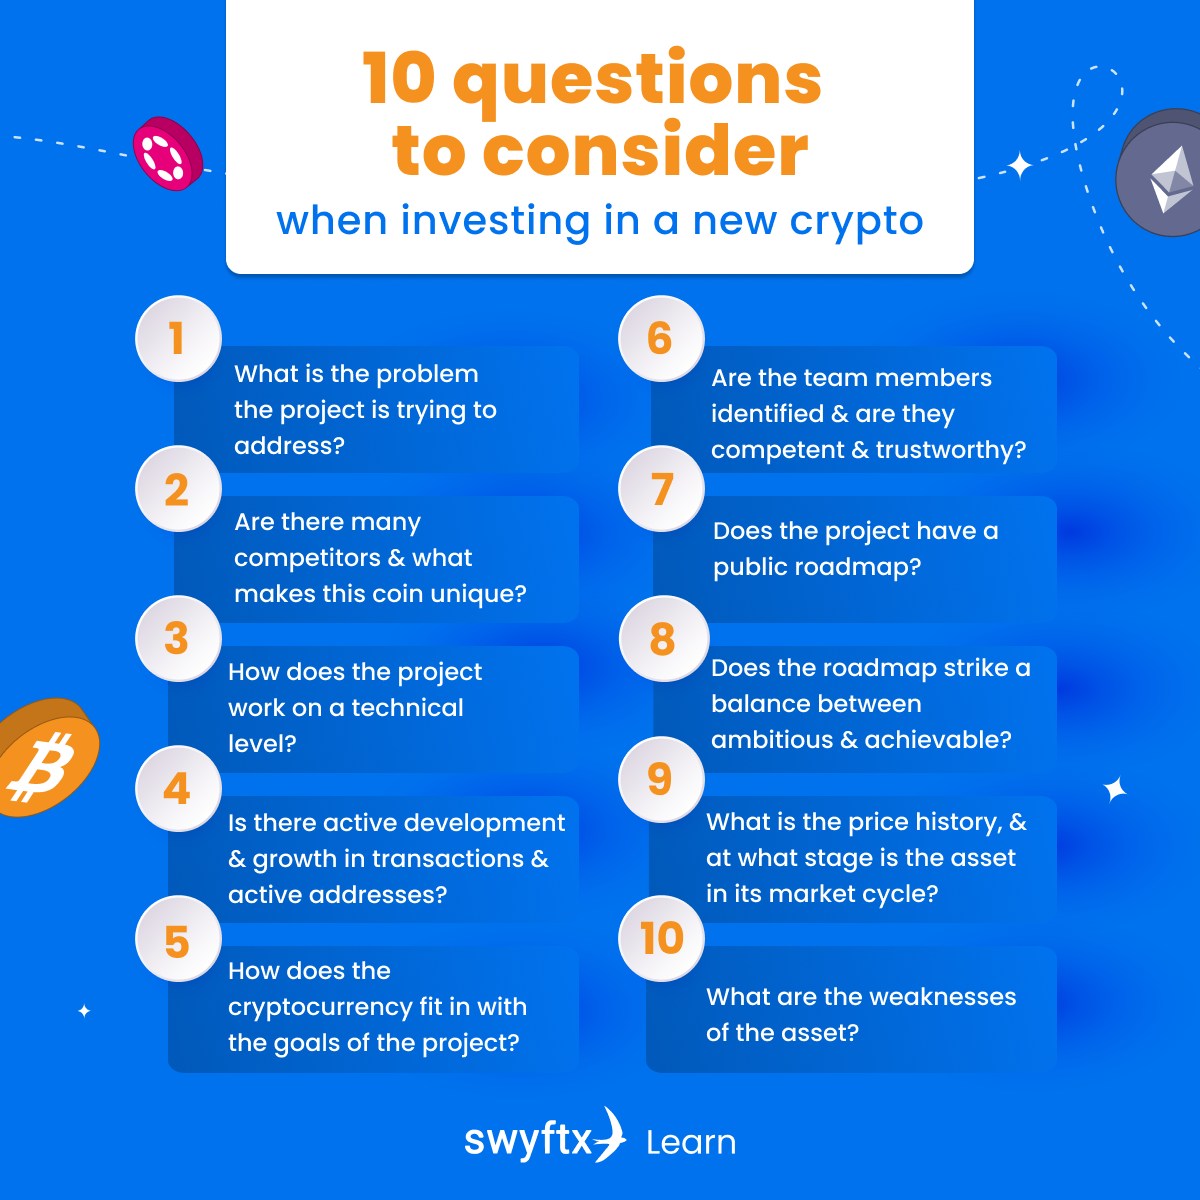 10 questions
to consider
when investing in a new crypto
1
What is the problem
the project is trying to
address?
2
Are there many
competitors & what
makes this coin unique?
3
How does the project
work on a technical
level?
4
Is there active development
& growth in transactions &
active addresses?
5
How does the
cryptocurrency fit in with
the goals of the project?
6
Are the team members
identified & are they
competent & trustworthy?
7
Does the project have a
public roadmap?
8
Does the roadmap strike a
balance between
ambitious & achievable?
9
What is the price history, &
at what stage is the asset
in its market cycle?
10
What are the weaknesses
of the asset?
swyftx Learn